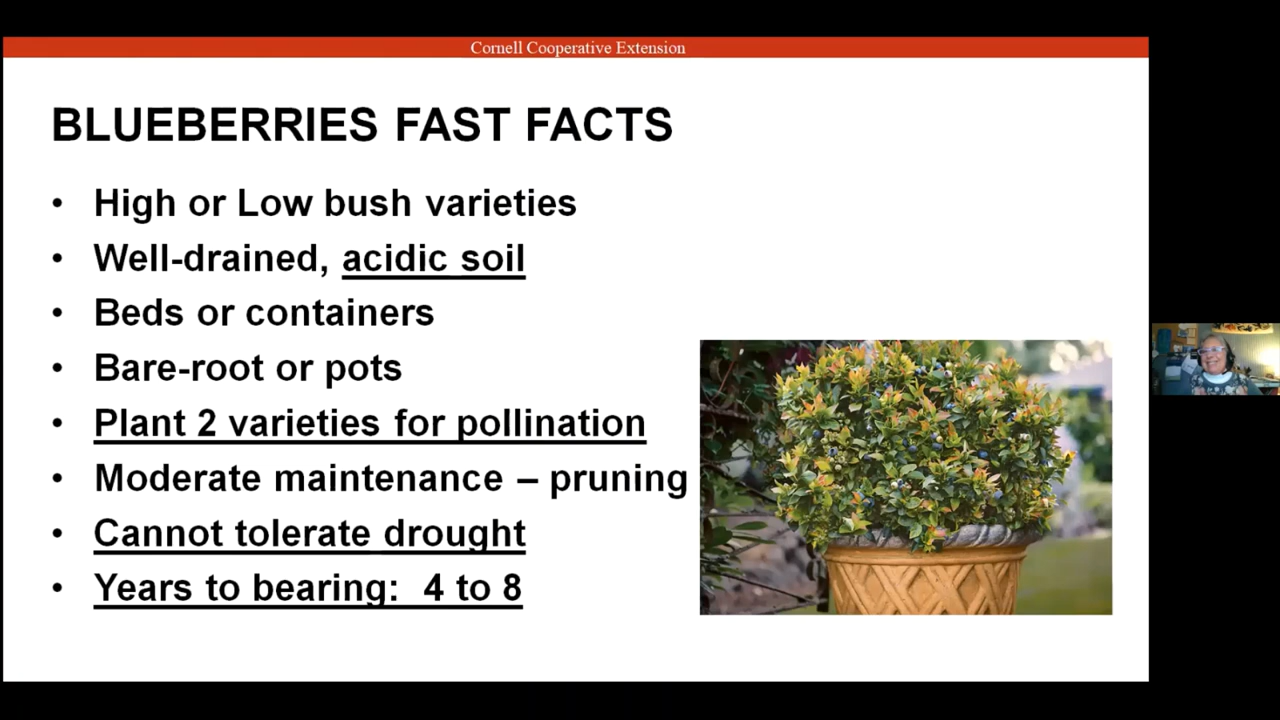 Cornell Cooperative Extension
BLUEBERRIES FAST FACTS
• High or Low bush varieties
• Well-drained, acidic soil
• Beds or containers
• Bare-root or pots
• Plant 2 varieties for pollination
• Moderate maintenance – pruning
• Cannot tolerate drought
• Years to bearing: 4 to 8